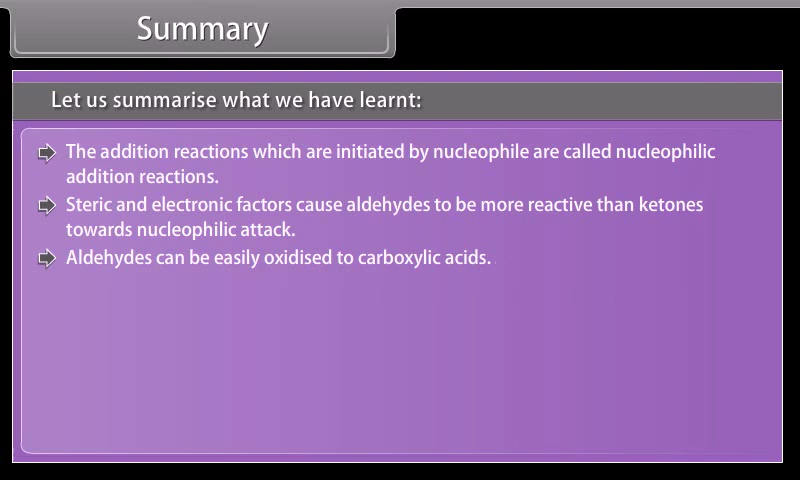 Summary
Let us summarise what we have learnt:
The addition reactions which are initiated by nucleophile are called nucleophilic
addition reactions.
Steric and electronic factors cause aldehydes to be more reactive than ketones
towards nucleophilic attack.
Aldehydes can be easily oxidised to carboxylic acids.